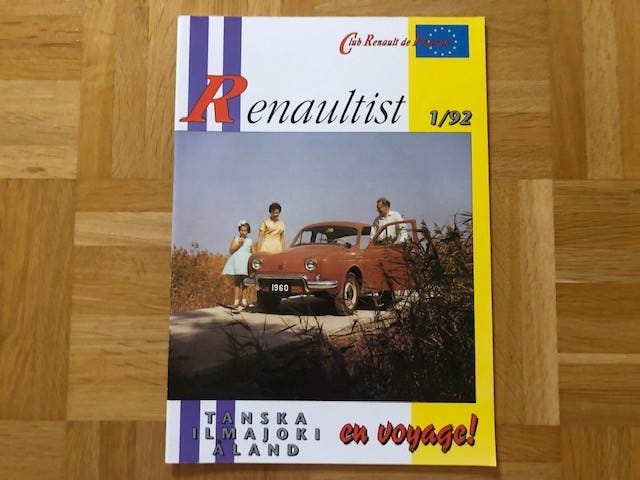 Club Renault de
Renaultist
1/92
1960
TANSKA
ILMAJOKI
ÅLAND
en voyage!